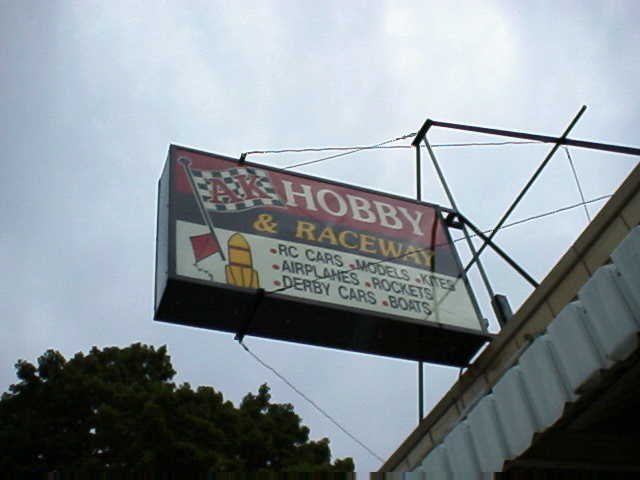 AK HOBBY
& RACEWAY
•RC CARS •MODELS •KITES
•AIRPLANES •ROCKETS
•DERBY CARS •BOATS